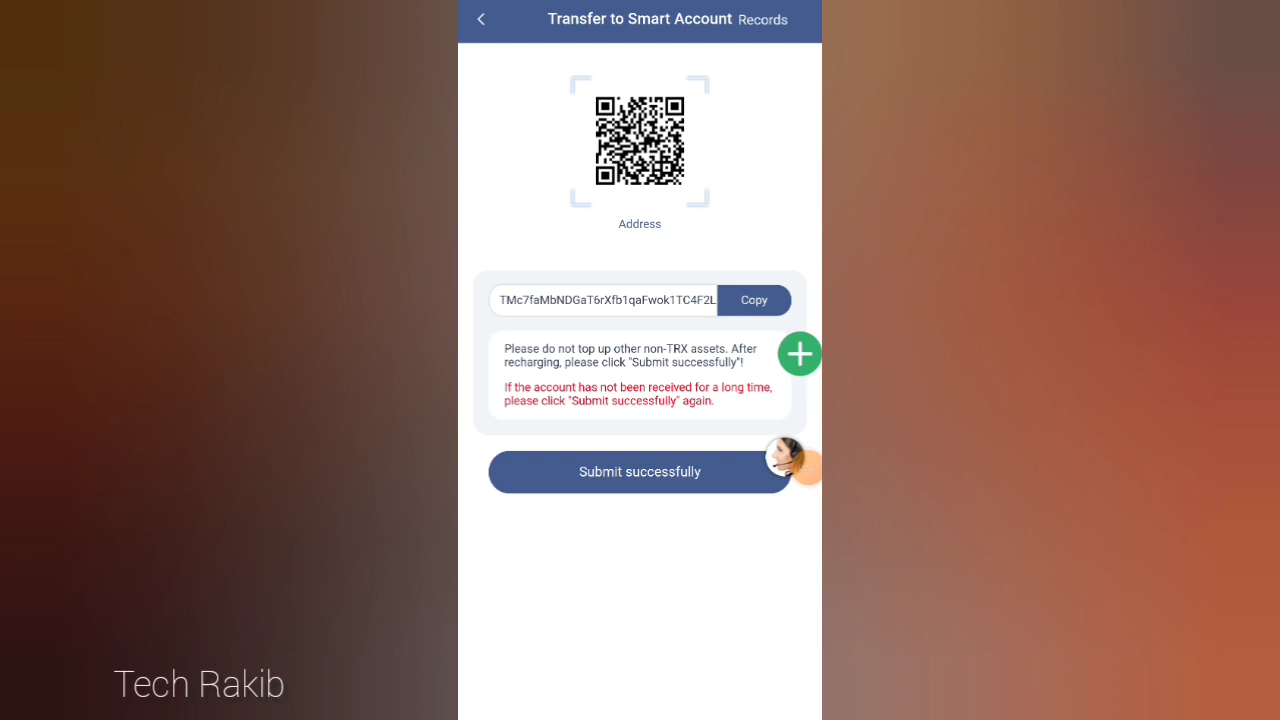 Transfer to Smart Account Records
Address
TMc7faMbNDGaT6rXfb1qaFwok1TC4F2L Copy
Please do not top up other non-TRX assets. After
recharging, please click "Submit successfully"!
If the account has not been received for a long time,
please click "Submit successfully" again.
Submit successfully
Tech Rakib